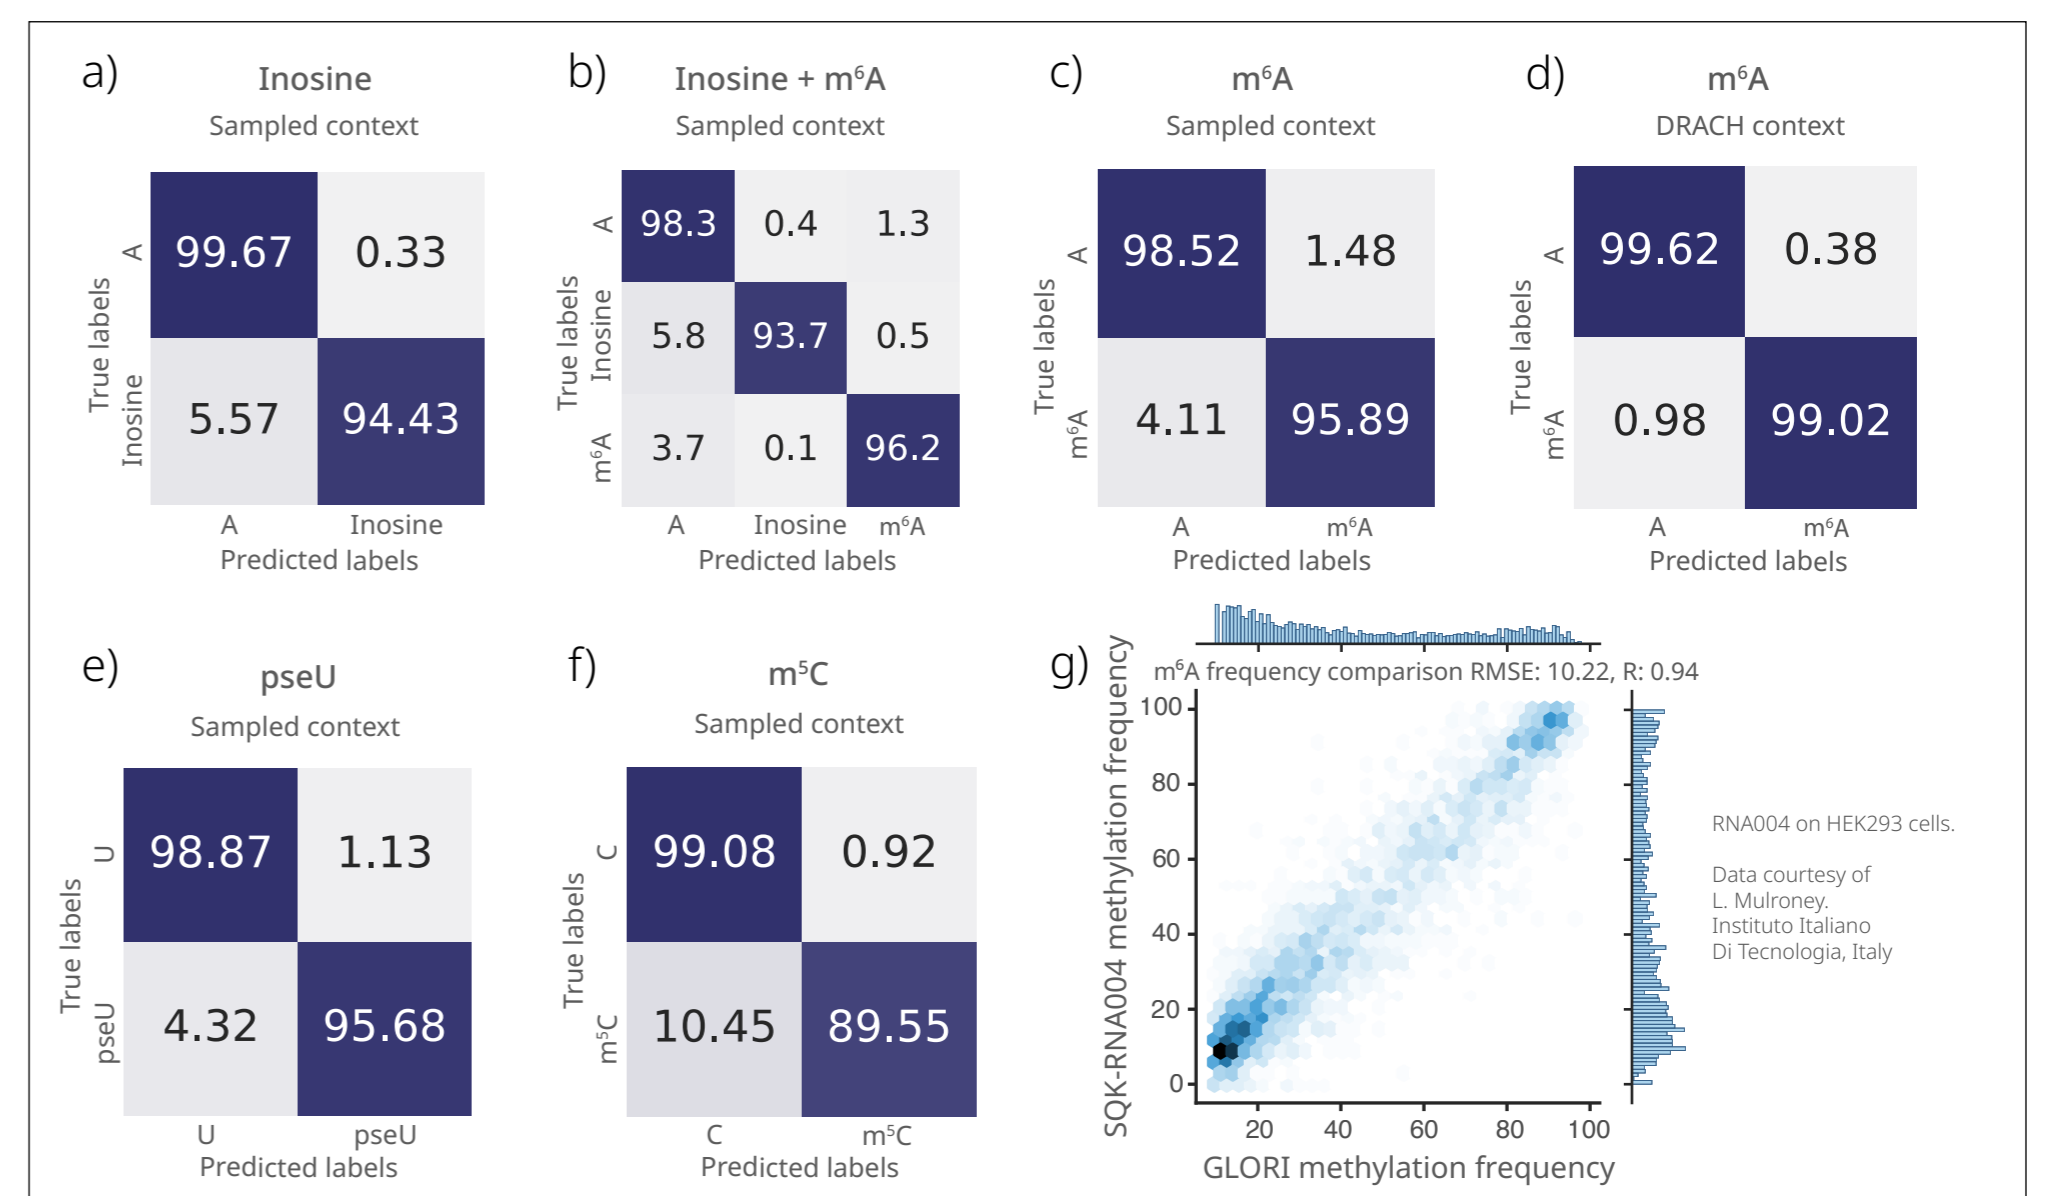 a)
Inosine
Sampled context
True labels
A
Inosine
99.67 0.33
5.57 94.43
A Inosine
Predicted labels
b)
Inosine + m⁶A
Sampled context
True labels
A
Inosine
m⁶A
98.3 0.4 1.3
5.8 93.7 0.5
3.7 0.1 96.2
A Inosine m⁶A
Predicted labels
c)
m⁶A
Sampled context
True labels
A
m⁶A
98.52 1.48
4.11 95.89
A m⁶A
Predicted labels
d)
m⁶A
DRACH context
True labels
A
m⁶A
99.62 0.38
0.98 99.02
A m⁶A
Predicted labels
e)
pseU
Sampled context
True labels
U
pseU
98.87 1.13
4.32 95.68
U pseU
Predicted labels
f)
m⁵C
Sampled context
True labels
C
m⁵C
99.08 0.92
10.45 89.55
C m⁵C
Predicted labels
g)
m⁶A frequency comparison RMSE: 10.22, R: 0.94
SQK-RNA004 methylation frequency
100
80
60
40
20
0
20 40 60 80 100
GLORI methylation frequency
RNA004 on HEK293 cells.
Data courtesy of
L. Mulroney.
Instituto Italiano
Di Tecnologia, Italy